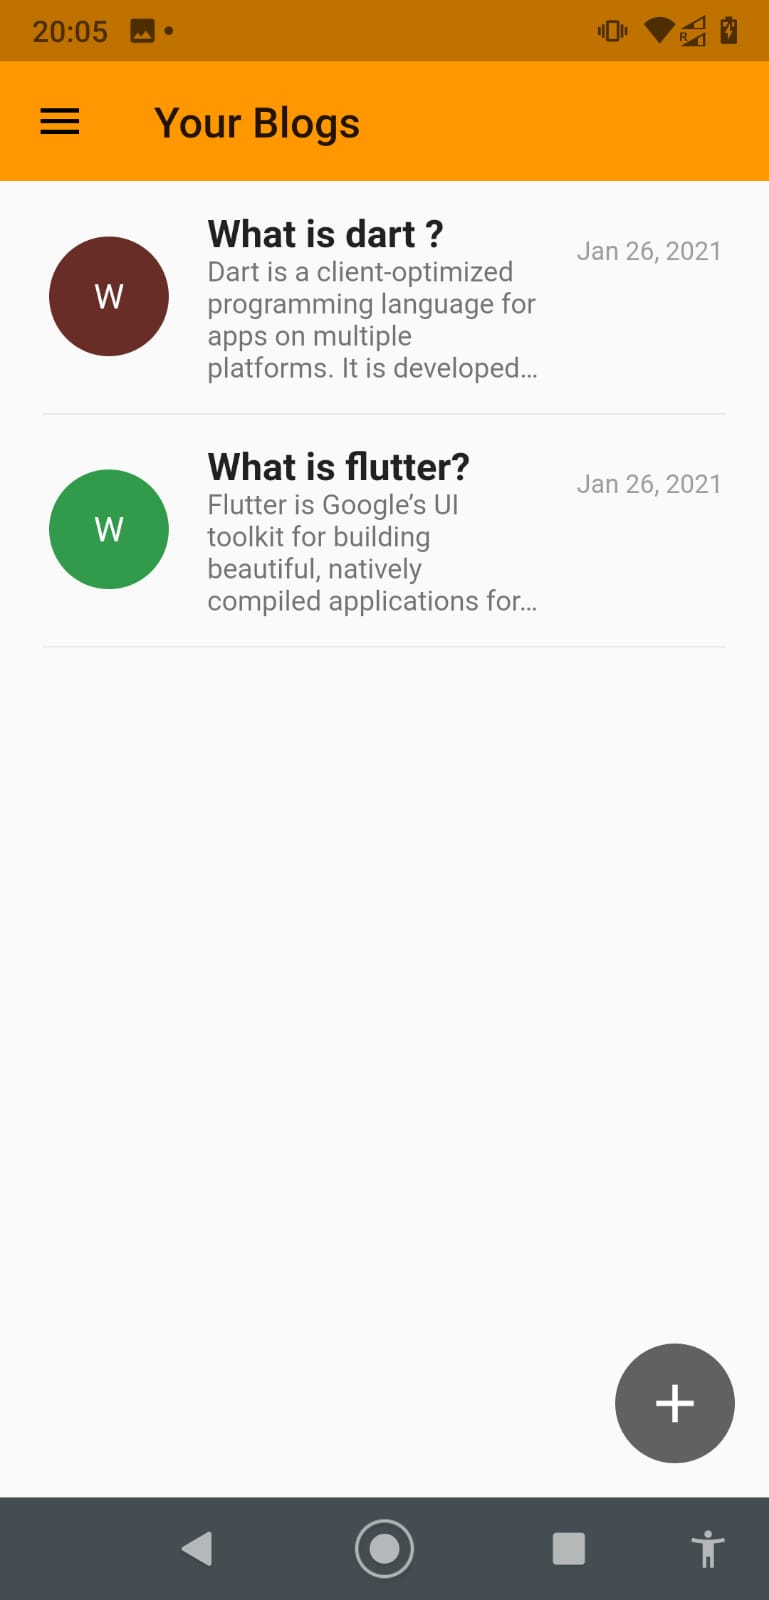 20:05
Your Blogs
What is dart ?
Jan 26, 2021
W
Dart is a client-optimized
programming language for
apps on multiple
platforms. It is developed…
What is flutter?
Jan 26, 2021
W
Flutter is Google’s UI
toolkit for building
beautiful, natively
compiled applications for…
R